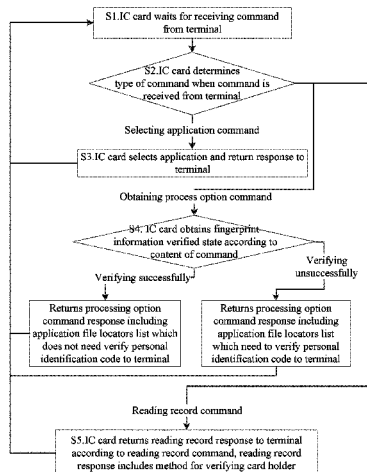 S1.IC card waits for receiving command
from terminal
S2.IC card determines
type of command when command is
received from terminal
Selecting application command
S3.IC card selects application and return response to
terminal
Obtaining process option command
S4. IC card obtains fingerprint
information verified state according to
content of command
Verifying successfully
Verifying
unsuccessfully
Returns processing option
command response including
application file locators list which
does not need verify personal
identification code to terminal
Returns processing option
command response including
application file locators list
which need to verify personal
identification code to terminal
Reading record command
S5.IC card returns reading record response to terminal
according to reading record command, reading record
response includes method for verifying card holder